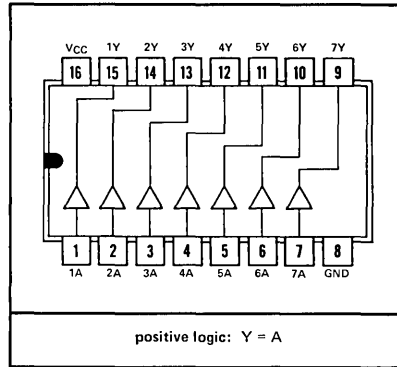 VCC 1Y 2Y 3Y 4Y 5Y 6Y 7Y
16 15 14 13 12 11 10 9
1 2 3 4 5 6 7 8
1A 2A 3A 4A 5A 6A 7A GND
positive logic: Y = A